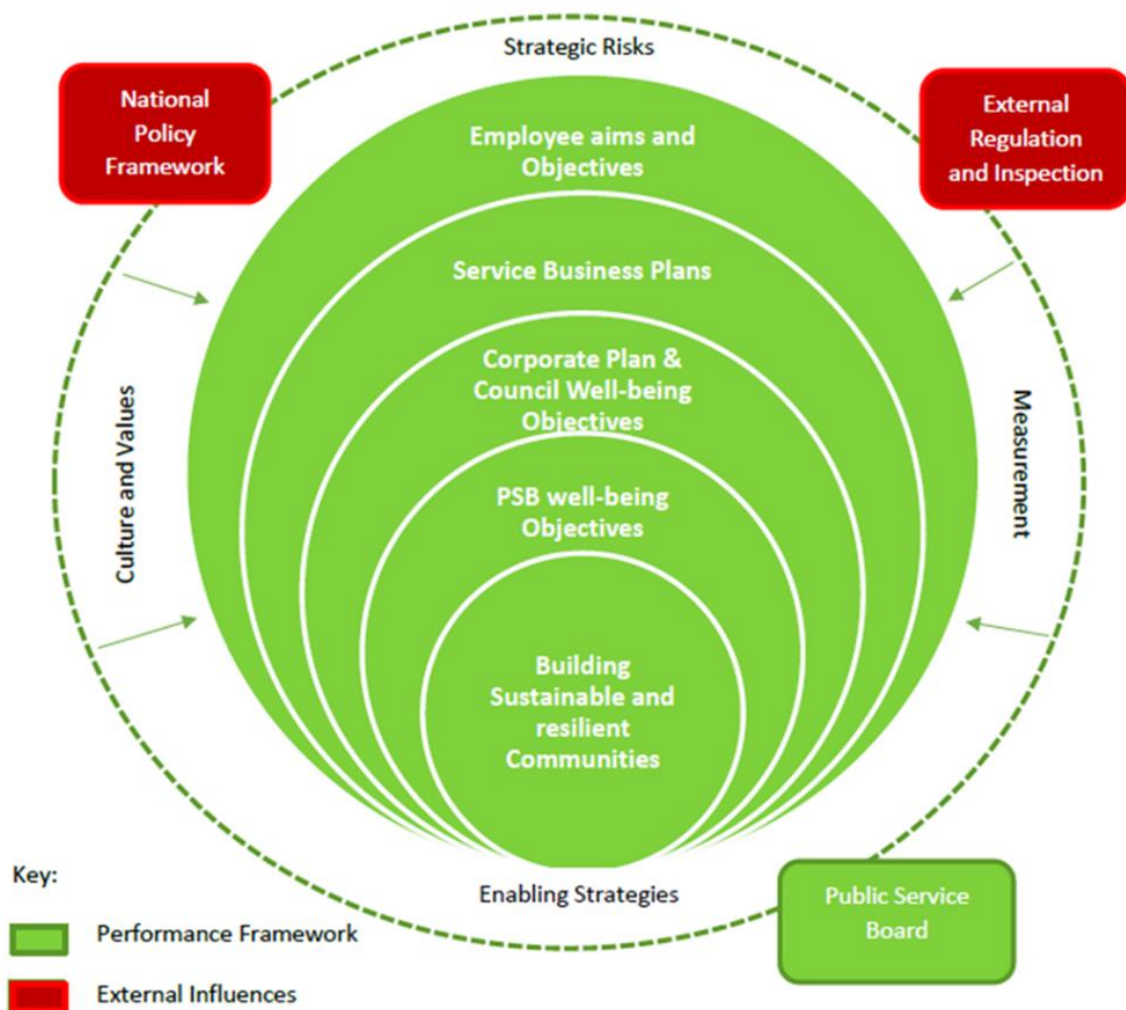 Strategic Risks
National
Policy
Framework
External
Regulation
and Inspection
Employee aims and
Objectives
Service Business Plans
Corporate Plan &
Council Well-being
Objectives
Culture and Values
Measurement
PSB well-being
Objectives
Building
Sustainable and
resilient
Communities
Enabling Strategies
Public Service
Board
Key:
Performance Framework
External Influences